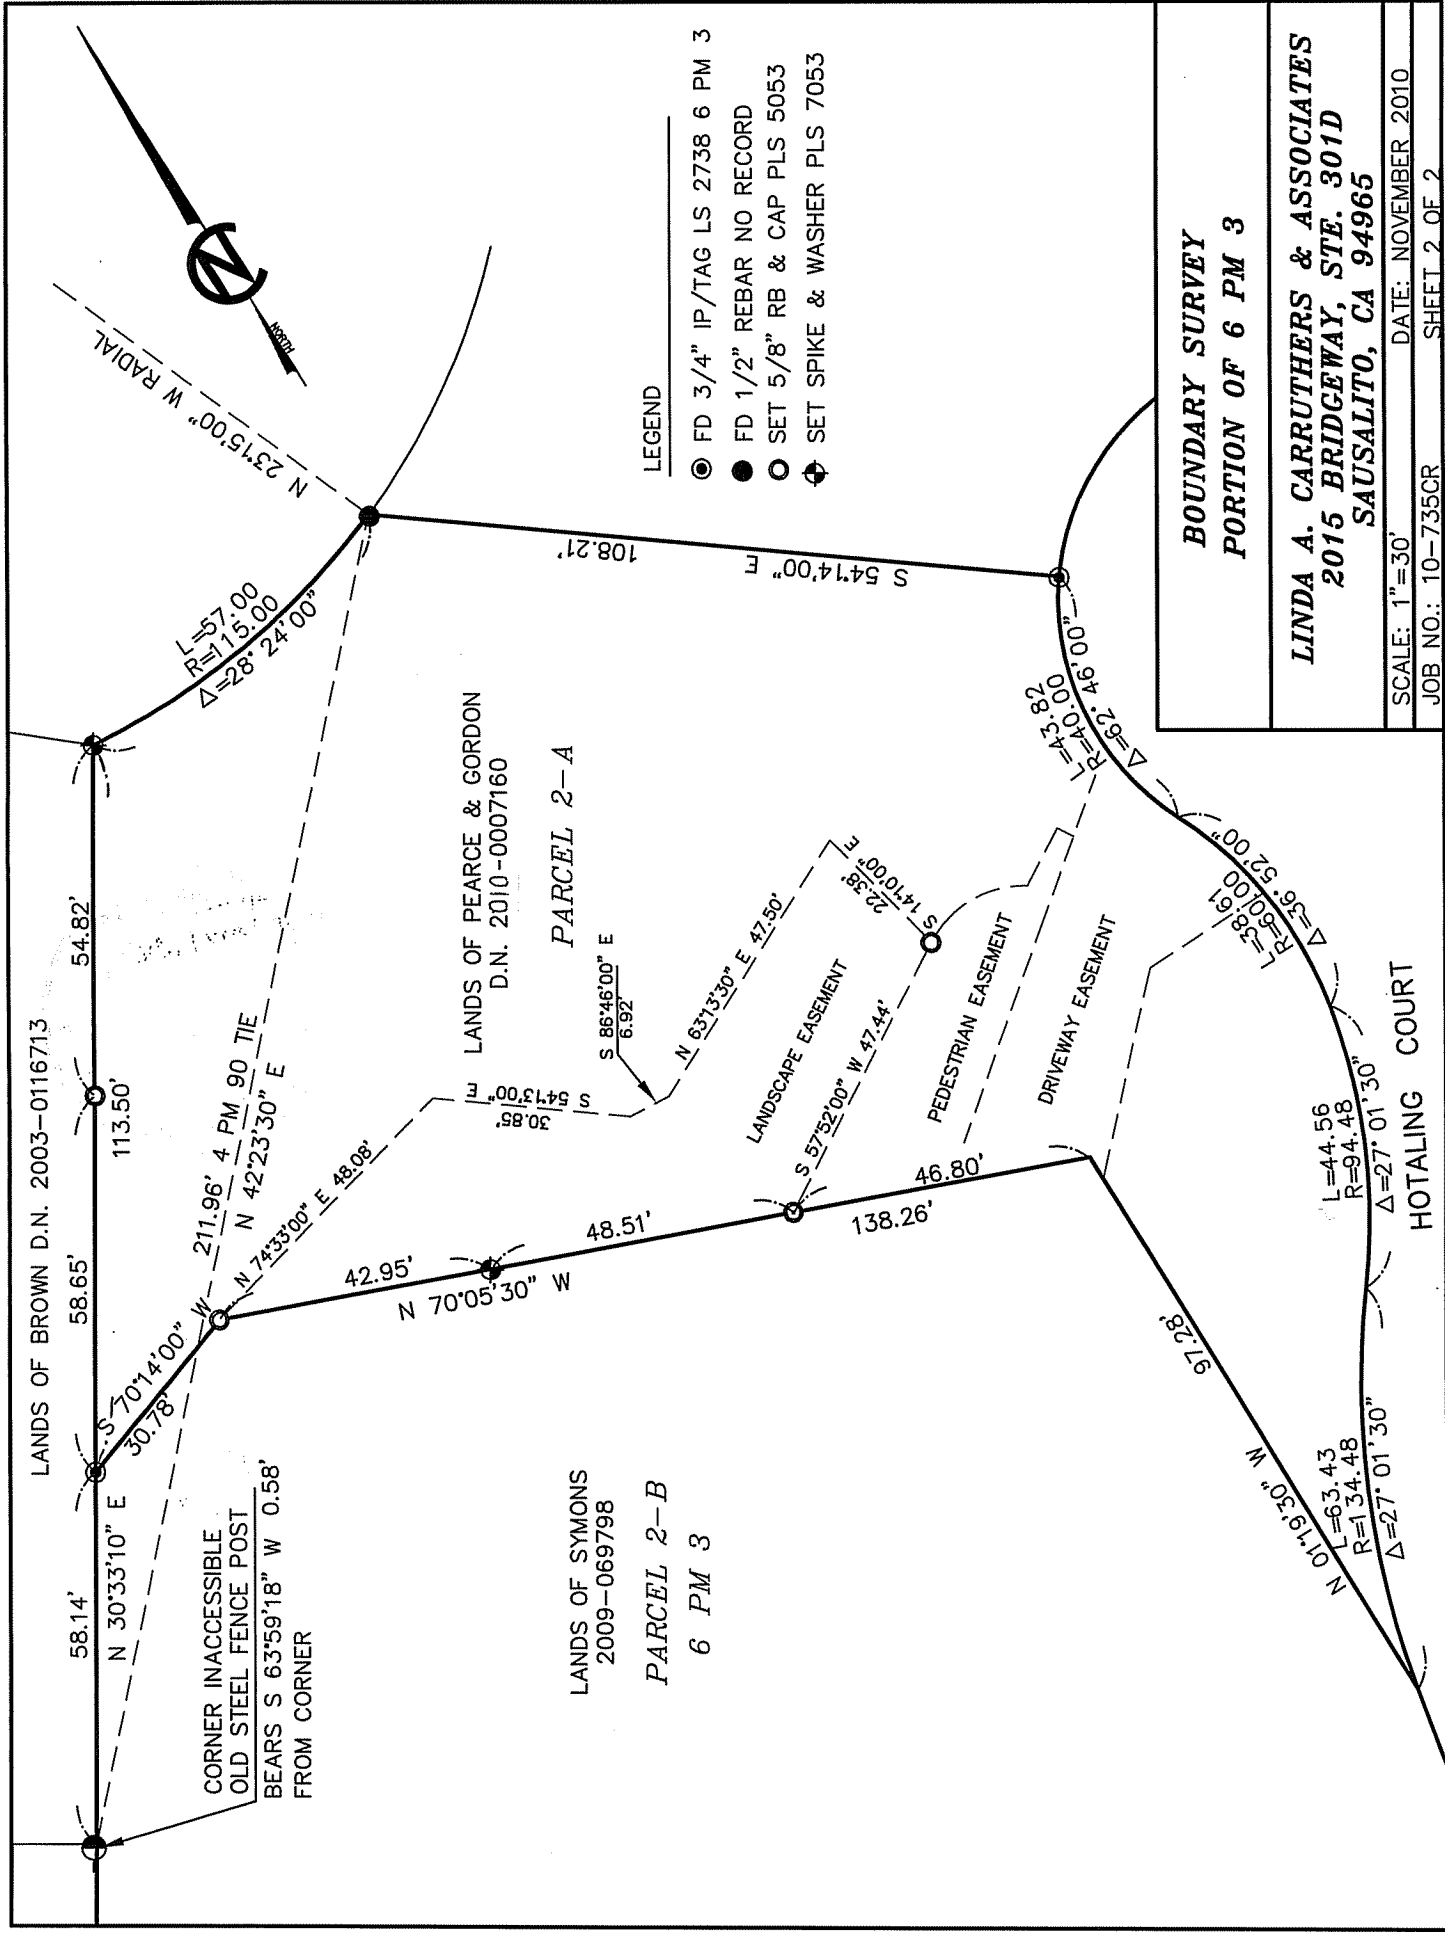 LANDS OF BROWN D.N. 2003-0116713
58.14'
58.65'
54.82'
N 30°33'10" E
113.50'
S 70°14'00" W
30.78'
211.96' 4 PM 90 TIE
N 42°23'30" E
L=57.00
R=115.00
Δ=28°24'00"
N 23°15'00" W RADIAL
N
NORTH
CORNER INACCESSIBLE
OLD STEEL FENCE POST
BEARS S 63°59'18" W 0.58'
FROM CORNER
N 74°33'00" E 48.08'
42.95'
N 70°05'30" W
48.51'
138.26'
46.80'
S 54°13'00" E
30.85'
S 86°46'00" E
6.92'
N 63°13'30" E 47.50'
S 14°10'00" E
22.38'
S 57°52'00" W 47.44'
LANDS OF PEARCE & GORDON
D.N. 2010-0007160
PARCEL 2-A
108.21'
S 54°14'00" E
LANDSCAPE EASEMENT
PEDESTRIAN EASEMENT
DRIVEWAY EASEMENT
LANDS OF SYMONS
2009-069798
PARCEL 2-B
6 PM 3
97.28'
N 01°19'30" W
L=63.43
R=134.48
Δ=27°01'30"
L=44.56
R=94.48
Δ=27°01'30"
L=38.61
R=60.00
Δ=36°52'00"
L=43.82
R=40.00
Δ=62°46'00"
HOTALING COURT
LEGEND
FD 3/4" IP/TAG LS 2738 6 PM 3
FD 1/2" REBAR NO RECORD
SET 5/8" RB & CAP PLS 5053
SET SPIKE & WASHER PLS 7053
BOUNDARY SURVEY
PORTION OF 6 PM 3
LINDA A. CARRUTHERS & ASSOCIATES
2015 BRIDGEWAY, STE. 301D
SAUSALITO, CA 94965
SCALE: 1"=30'
DATE: NOVEMBER 2010
JOB NO.: 10-735CR
SHEET 2 OF 2